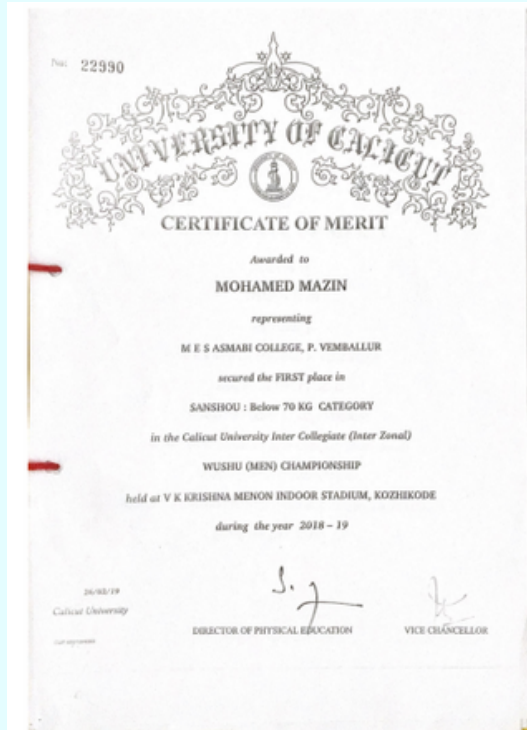 No: 22990
UNIVERSITY OF CALICUT
CERTIFICATE OF MERIT
Awarded to
MOHAMED MAZIN
representing
M E S ASMABI COLLEGE, P. VEMBALLUR
secured the FIRST place in
SANSHOU : Below 70 KG CATEGORY
in the Calicut University Inter Collegiate (Inter Zonal)
WUSHU (MEN) CHAMPIONSHIP
held at V K KRISHNA MENON INDOOR STADIUM, KOZHIKODE
during the year 2018 – 19
Calicut University
DIRECTOR OF PHYSICAL EDUCATION
VICE CHANCELLOR